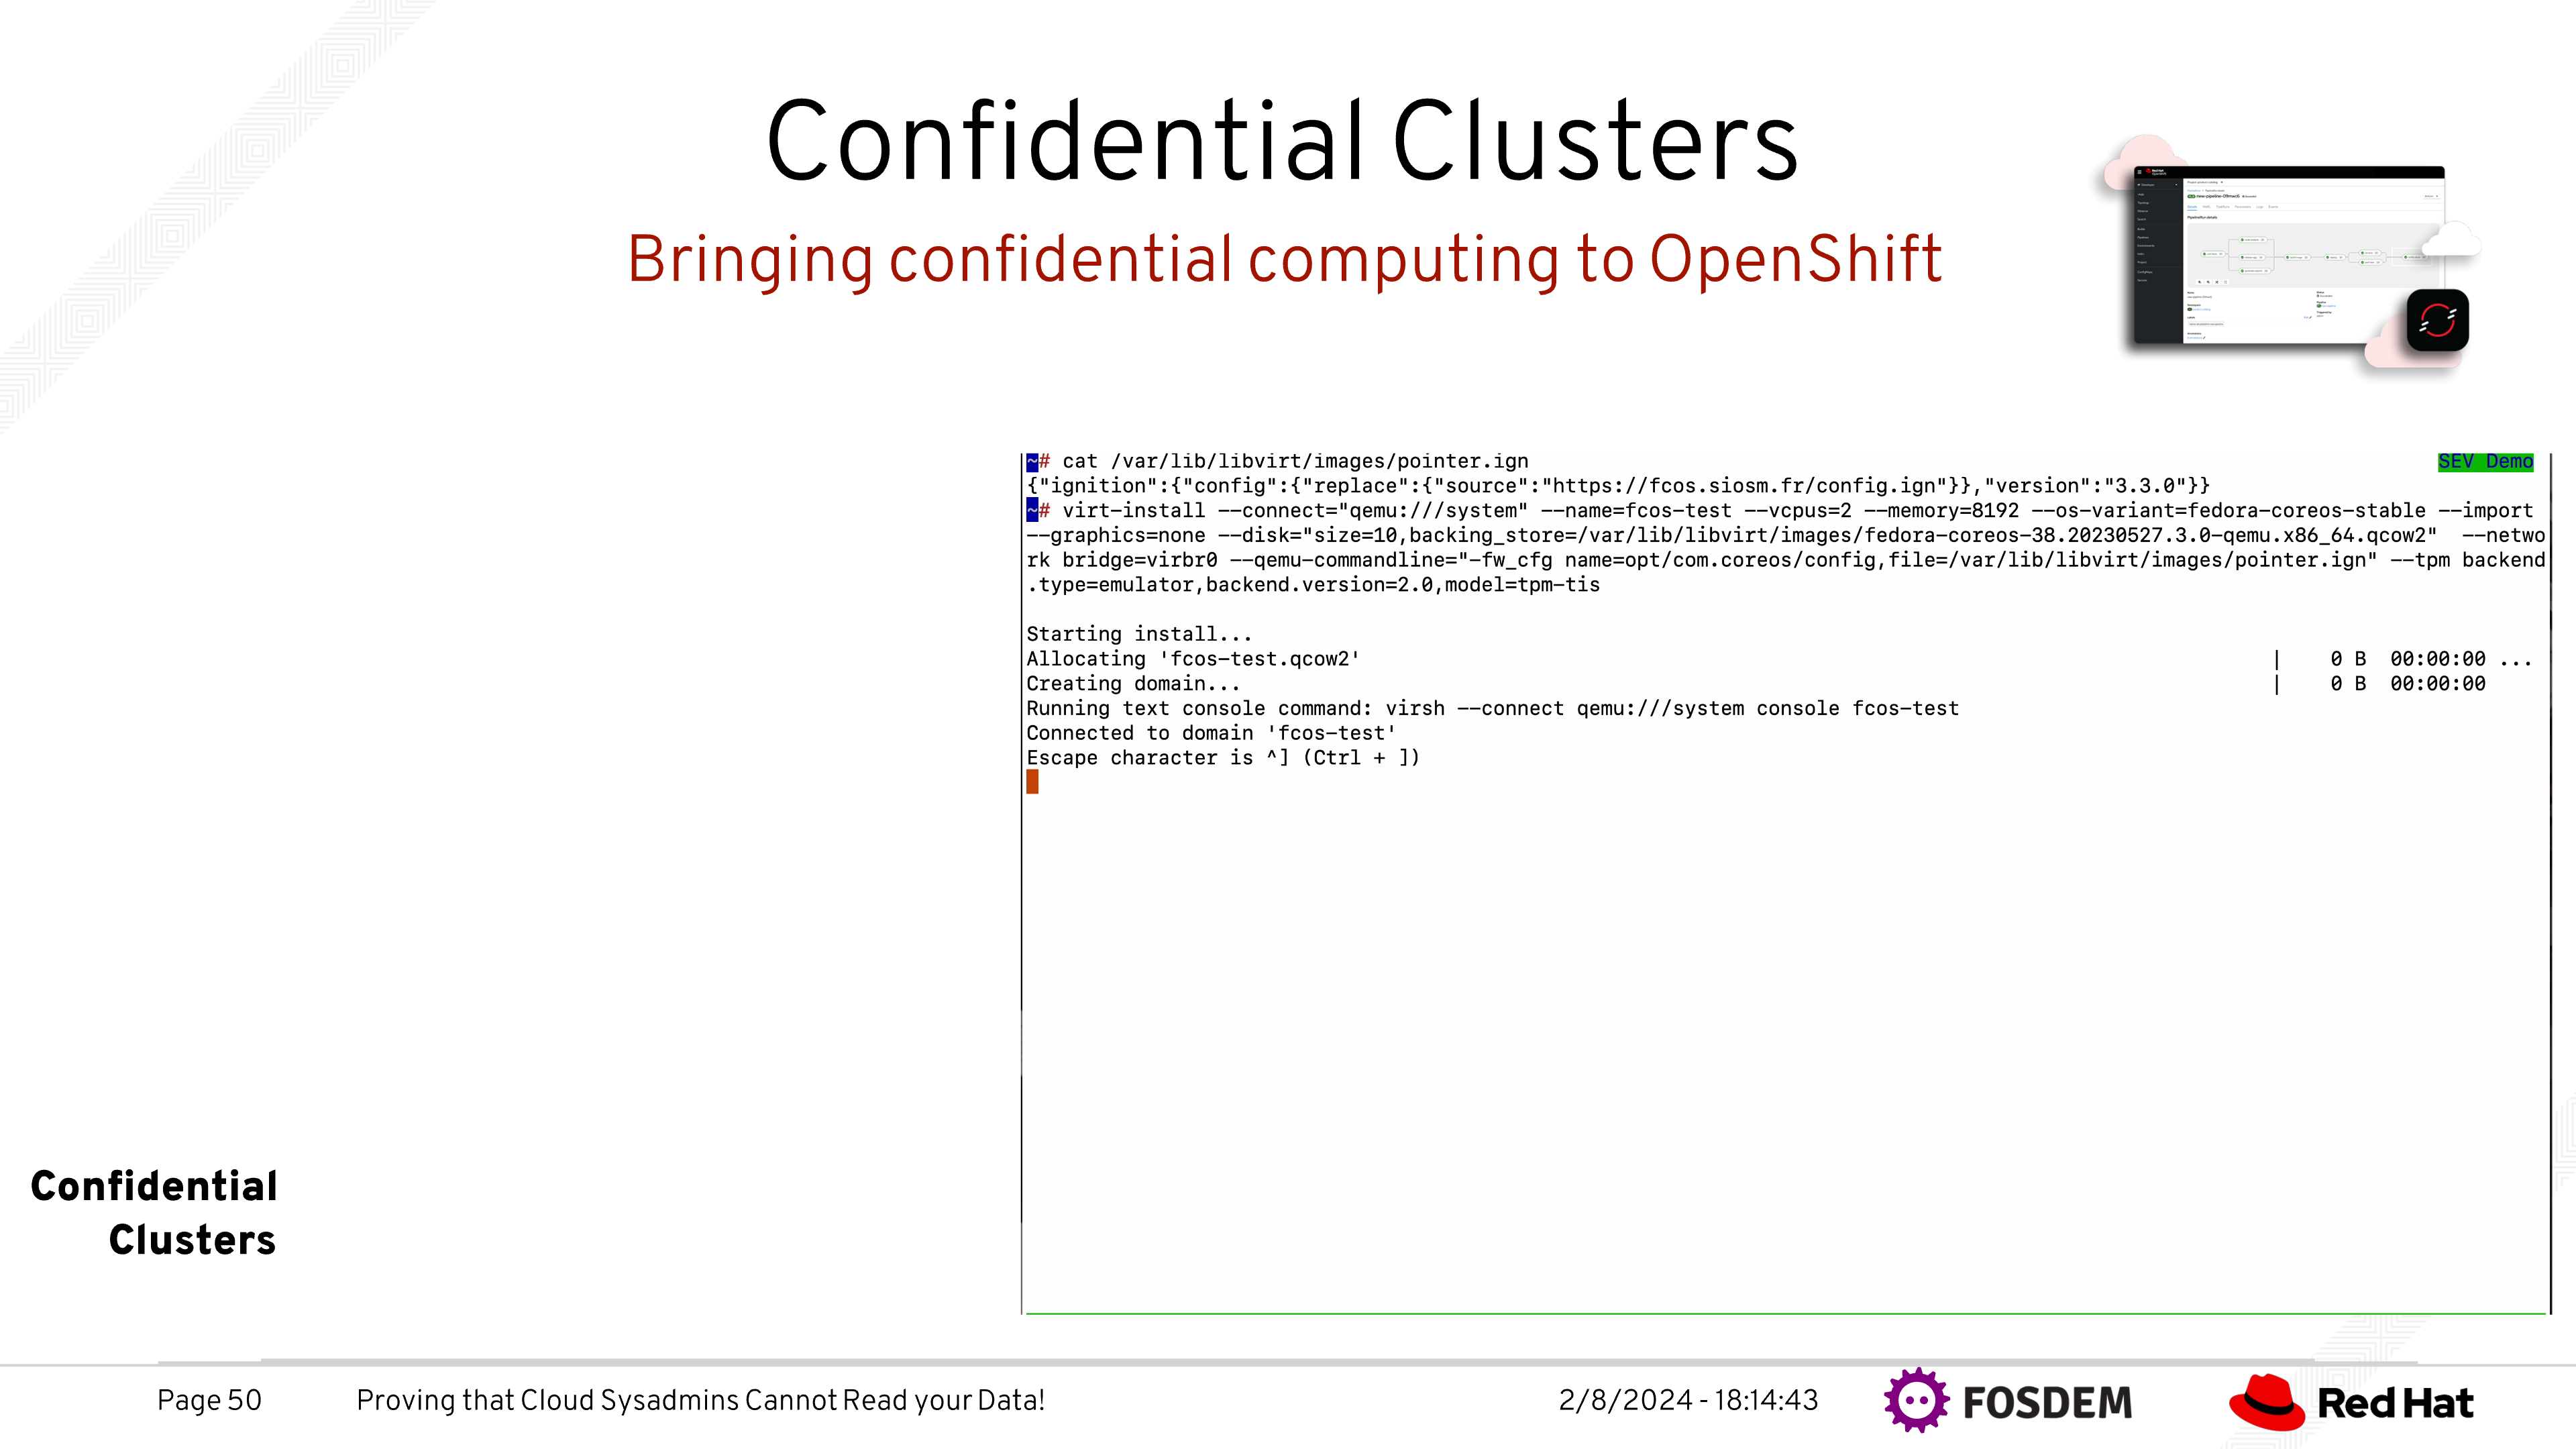 Confidential Clusters
Bringing confidential computing to OpenShift
~# cat /var/lib/libvirt/images/pointer.ign
SEV Demo
{"ignition":{"config":{"replace":{"source":"https://fcos.siosm.fr/config.ign"}},"version":"3.3.0"}}
~# virt-install --connect="qemu:///system" --name=fcos-test --vcpus=2 --memory=8192 --os-variant=fedora-coreos-stable --import
--graphics=none --disk="size=10,backing_store=/var/lib/libvirt/images/fedora-coreos-38.20230527.3.0-qemu.x86_64.qcow2"  --netwo
rk bridge=virbr0 --qemu-commandline="-fw_cfg name=opt/com.coreos/config,file=/var/lib/libvirt/images/pointer.ign" --tpm backend
.type=emulator,backend.version=2.0,model=tpm-tis
Starting install...
Allocating 'fcos-test.qcow2' | 0 B 00:00:00 ...
Creating domain... | 0 B 00:00:00
Running text console command: virsh --connect qemu:///system console fcos-test
Connected to domain 'fcos-test'
Escape character is ^] (Ctrl + ])
Confidential
Clusters
Page 50
Proving that Cloud Sysadmins Cannot Read your Data!
2/8/2024 - 18:14:43
FOSDEM
Red Hat